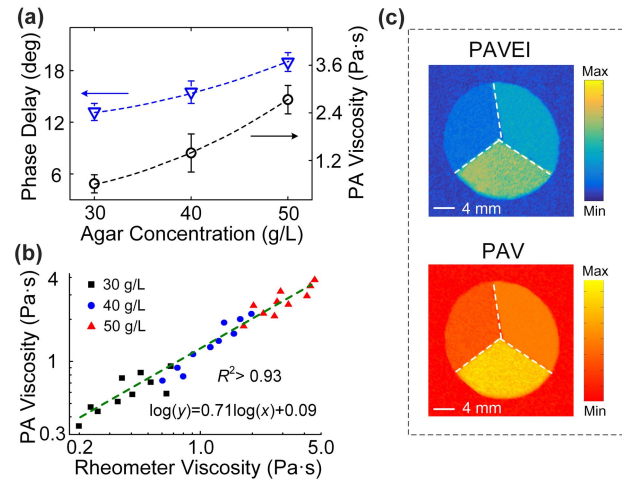 (a)
Phase Delay (deg)
18
12
6
3.6
2.4
1.2
PA Viscosity (Pa·s)
30
40
50
Agar Concentration (g/L)
(b)
PA Viscosity (Pa·s)
4
1
0.3
30 g/L
40 g/L
50 g/L
R²> 0.93
log(y)=0.71log(x)+0.09
0.2
1.0
5.0
Rheometer Viscosity (Pa·s)
(c)
PAVEI
Max
Min
4 mm
PAV
Max
Min
4 mm